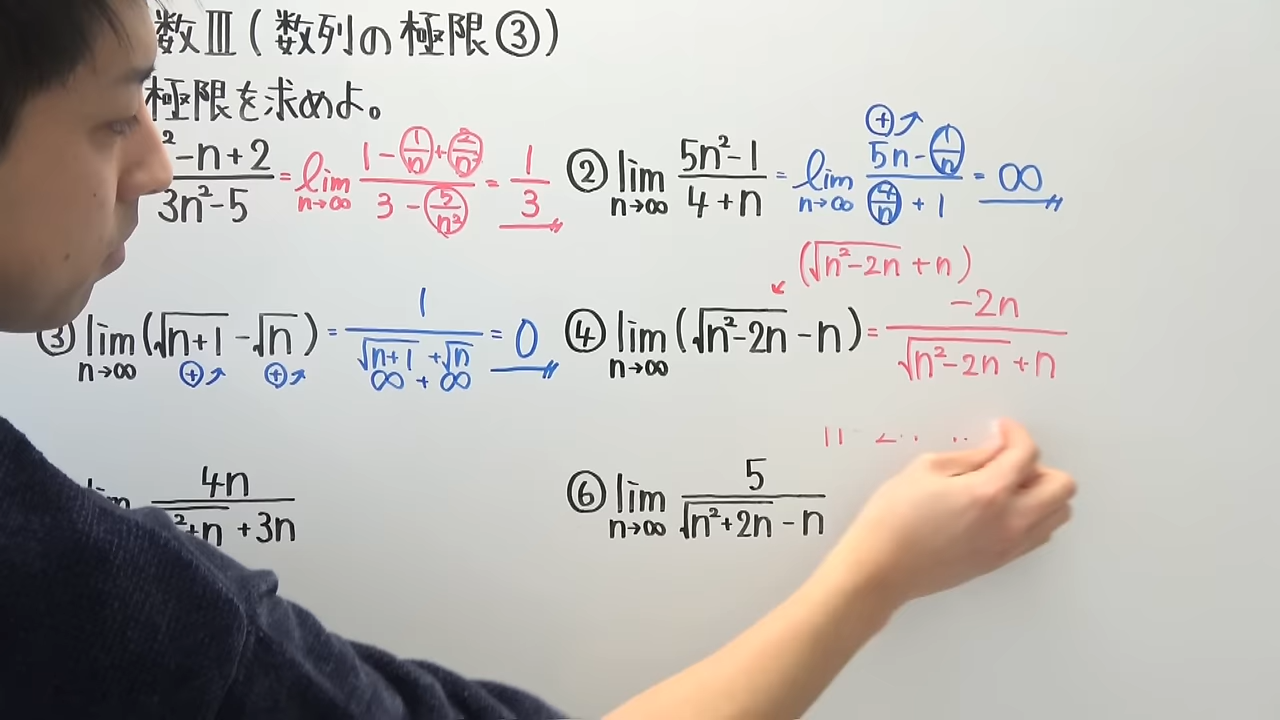 数Ⅲ(数列の極限③)
極限を求めよ。
²-n+2/3n²-5 = lim n→∞ (1-1/n+2/n²)/(3-5/n²) = 1/3
② lim n→∞ (5n²-1)/(4+n) = lim n→∞ (5n-1/n)/(4/n+1) = ∞
⊕↗
(√n²-2n+n)
③ lim n→∞ (√n+1-√n) = 1/(√n+1+√n) = 0
⊕↗ ⊕↗ ∞+∞
④ lim n→∞ (√n²-2n-n) = -2n/(√n²-2n+n)
4n/(²+n+3n)
⑥ lim n→∞ 5/(√n²+2n-n)